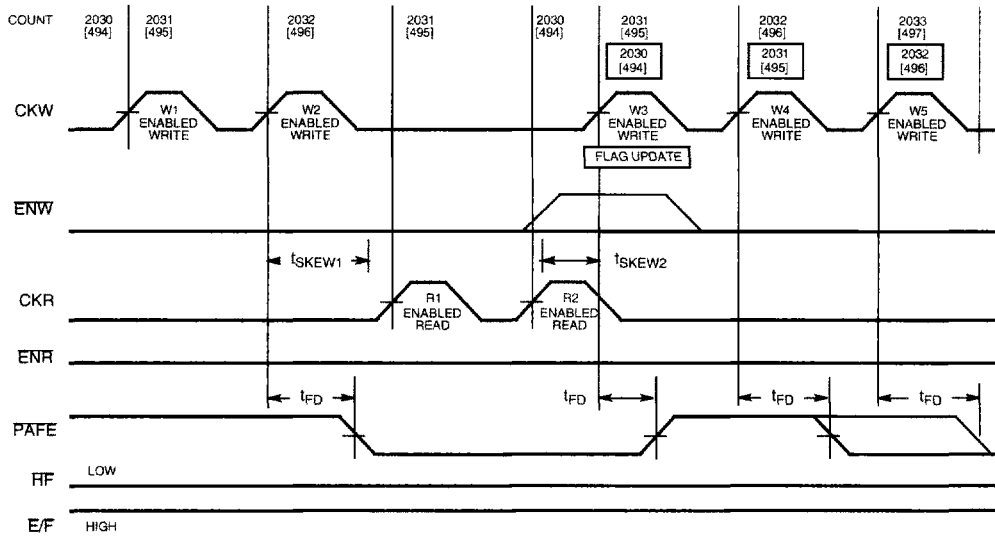 COUNT
2030 [494]
2031 [495]
2032 [496]
2031 [495]
2030 [494]
2031 [495]
2032 [496]
2033 [497]
2030 [494]
2031 [495]
2032 [496]
CKW
W1 ENABLED WRITE
W2 ENABLED WRITE
W3 ENABLED WRITE
W4 ENABLED WRITE
W5 ENABLED WRITE
FLAG UPDATE
ENW
tSKEW1
tSKEW2
CKR
R1 ENABLED READ
R2 ENABLED READ
ENR
tFD
tFD
tFD
tFD
PAFE
HF
LOW
E/F
HIGH